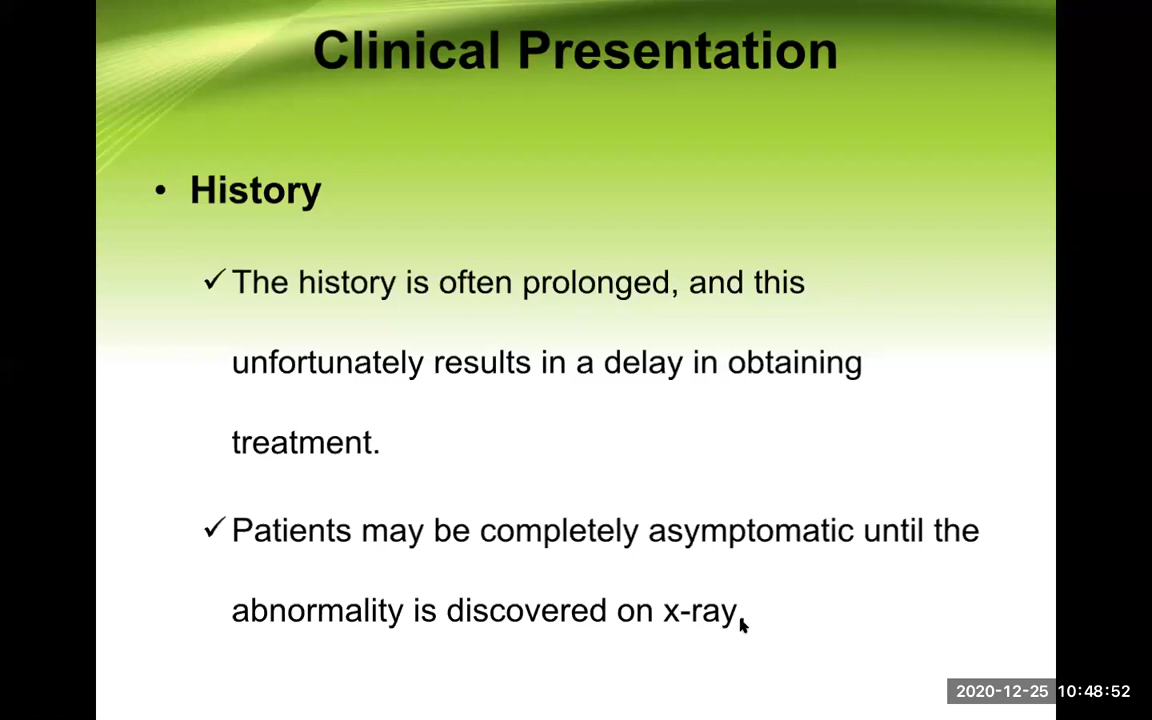 Clinical Presentation
• History
✓ The history is often prolonged, and this
unfortunately results in a delay in obtaining
treatment.
✓ Patients may be completely asymptomatic until the
abnormality is discovered on x-ray.
2020-12-25 10:48:52